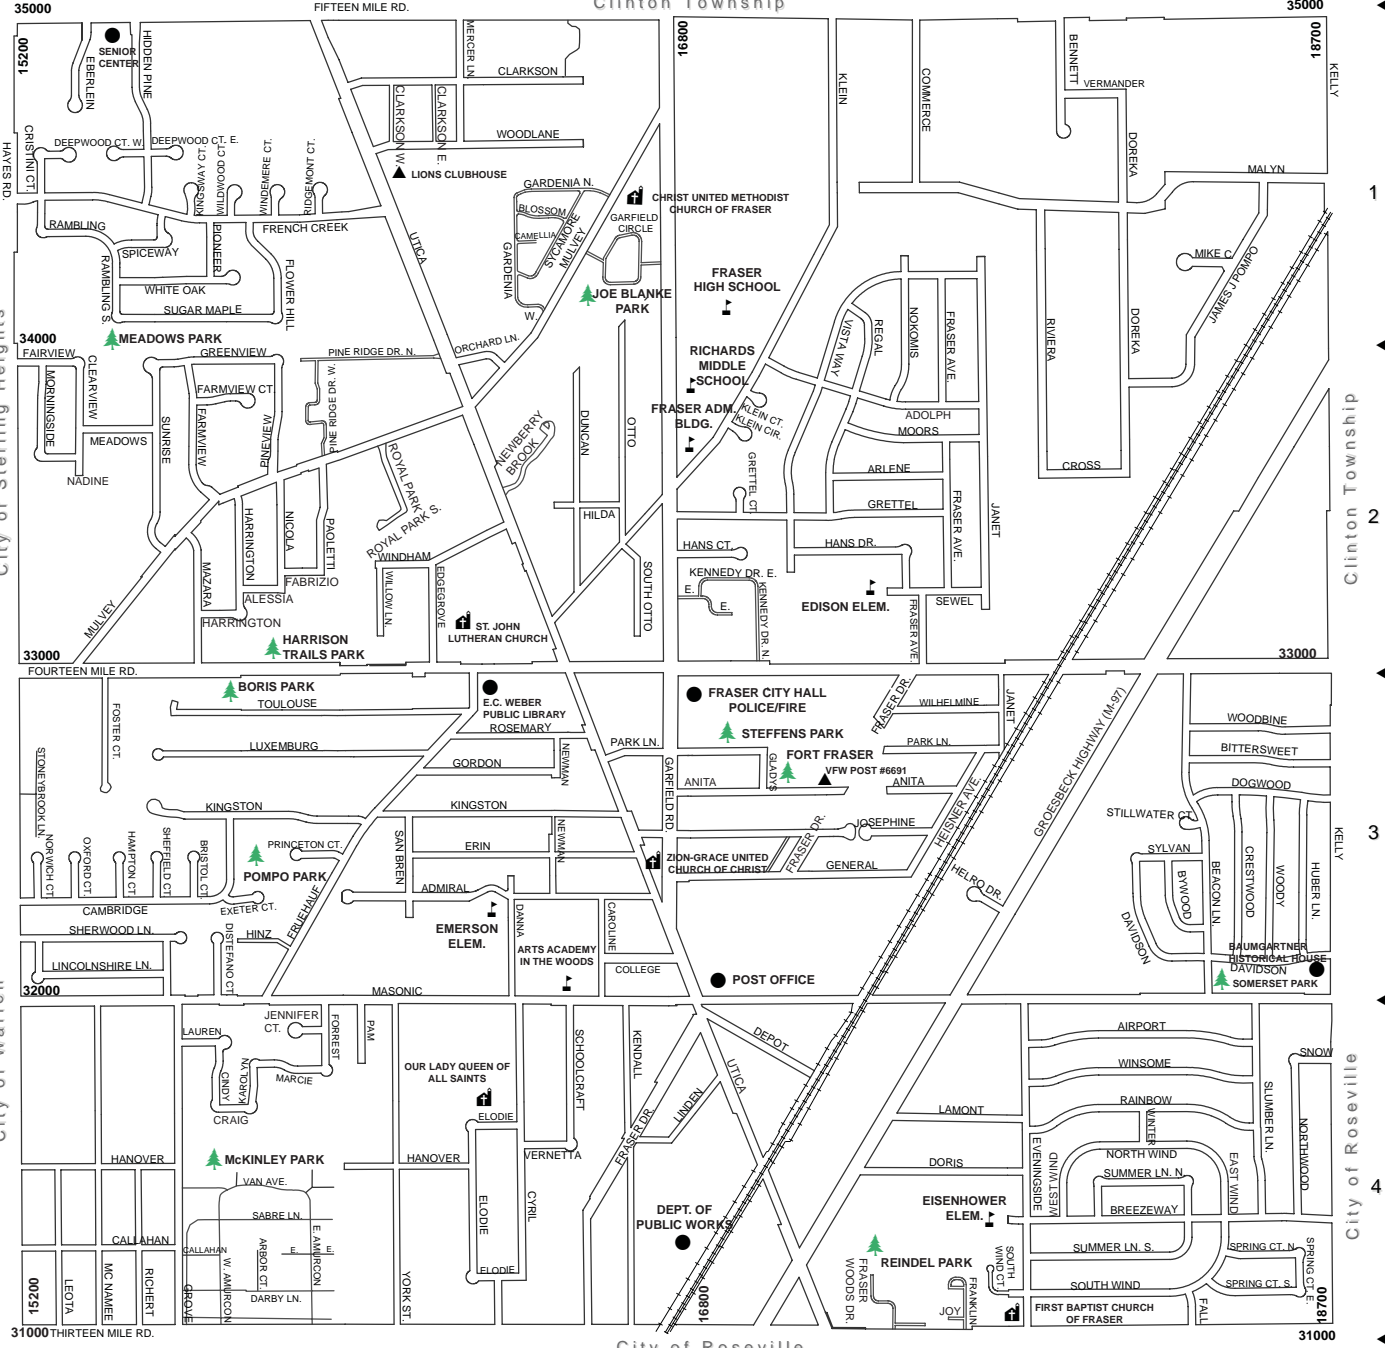 Clinton Township
35000
FIFTEEN MILE RD.
35000
15200
SENIOR
CENTER
EBERLEIN
HIDDEN PINE
MERCER LN.
16800
18700
KELLY
BENNETT
VERMANDER
CLARKSON
CLARKSON W.
CLARKSON E.
KLEIN
COMMERCE
DOREKA
HAYES RD.
CRISTINI CT.
DEEPWOOD CT. W.
DEEPWOOD CT. E.
KINGSWAY CT.
WILDWOOD CT.
WINDEMERE CT.
RIDGEMONT CT.
WOODLANE
LIONS CLUBHOUSE
MALYN
1
GARDENIA N.
BLOSSOM
CAMELLIA
SYCAMORE
MULVEY
GARDENIA
W.
CHRIST UNITED METHODIST
CHURCH OF FRASER
GARFIELD
CIRCLE
RAMBLING
SPICEWAY
PIONEER
FRENCH CREEK
UTICA
RAMBLING S.
WHITE OAK
SUGAR MAPLE
FLOWER HILL
FRASER
HIGH SCHOOL
JOE BLANKE
PARK
MIKE C
JAMES J POMPO
RIVIERA
DOREKA
City of Sterling Heights
34000
MEADOWS PARK
FAIRVIEW
CLEARVIEW
MORNINGSIDE
GREENVIEW
FARMVIEW CT.
FARMVIEW
PINEVIEW
SUNRISE
MEADOWS
NADINE
PINE RIDGE DR. N.
PINE RIDGE DR. W.
ORCHARD LN.
RICHARDS
MIDDLE
SCHOOL
FRASER ADM.
BLDG.
KLEIN CT.
KLEIN CIR.
VISTA WAY
REGAL
NOKOMIS
FRASER AVE.
ADOLPH
MOORS
ARLENE
GRETTEL
GRETTEL CT.
CROSS
Clinton Township
NEWBERRY
BROOK
DUNCAN
OTTO
HILDA
ROYAL PARK
ROYAL PARK S.
WINDHAM
2
HARRINGTON
NICOLA
PAOLETTI
FABRIZIO
ALESSIA
HARRINGTON
MAZARA
MULVEY
WILLOW LN.
EDGEGROVE
SOUTH OTTO
HANS CT.
HANS DR.
FRASER AVE.
JANET
KENNEDY DR. E.
E.
E.
KENNEDY DR. N.
EDISON ELEM.
SEWEL
FRASER AVE.
ST. JOHN
LUTHERAN CHURCH
HARRISON
TRAILS PARK
33000
FOURTEEN MILE RD.
33000
BORIS PARK
TOULOUSE
FOSTER CT.
LUXEMBURG
E.C. WEBER
PUBLIC LIBRARY
ROSEMARY
GORDON
NEWMAN
PARK LN.
FRASER CITY HALL
POLICE/FIRE
STEFFENS PARK
FORT FRASER
VFW POST #6691
GLADYS
ANITA
ANITA
FRASER DR.
WILHELMINE
PARK LN.
JANET
GROESBECK HIGHWAY (M-97)
WOODBINE
BITTERSWEET
DOGWOOD
STONEYBROOK LN.
KINGSTON
KINGSTON
GARFIELD RD.
JOSEPHINE
HEISNER AVE.
STILLWATER CT.
KELLY
3
NORWICH CT.
OXFORD CT.
HAMPTON CT.
SHEFFIELD CT.
BRISTOL CT.
PRINCETON CT.
POMPO PARK
SAN BREN
ERIN
NEWMAN
ADMIRAL
ZION-GRACE UNITED
CHURCH OF CHRIST
FRASER DR.
GENERAL
HELRO DR.
SYLVAN
BYWOOD
BEACON LN.
CRESTWOOD
WOODY
HUBER LN.
DAVIDSON
CAMBRIDGE
EXETER CT.
FRUEHAUF
SHERWOOD LN.
DISTEFANO CT.
HINZ
LINCOLNSHIRE LN.
EMERSON
ELEM.
DANNA
CAROLINE
ARTS ACADEMY
IN THE WOODS
COLLEGE
POST OFFICE
BAUMGARTNER
HISTORICAL HOUSE
DAVIDSON
SOMERSET PARK
32000
MASONIC
City of Warren
LAUREN
JENNIFER
CT.
FORREST
PAM
CINDY
KAROLYN
MARCIE
CRAIG
OUR LADY QUEEN OF
ALL SAINTS
ELODIE
SCHOOLCRAFT
KENDALL
DEPOT
UTICA
LINDEN
FRASER DR.
AIRPORT
WINSOME
RAINBOW
SNOW
SLUMBER LN.
NORTHWOOD
LAMONT
WINTER
City of Roseville
HANOVER
McKINLEY PARK
VAN AVE.
HANOVER
VERNETTA
DORIS
EVENINGSIDE
WEST WIND
NORTH WIND
SUMMER LN. N.
EAST WIND
BREEZEWAY
4
SABRE LN.
CALLAHAN
CALLAHAN
W. AMURCON
ARBOR CT.
E.
E.
E. AMURCON
DARBY LN.
ELODIE
CYRIL
ELODIE
DEPT. OF
PUBLIC WORKS
EISENHOWER
ELEM.
REINDEL PARK
SUMMER LN. S.
SPRING CT. N.
SOUTH WIND
SOUTH
WIND CT.
SPRING CT. S.
SPRING CT. E.
15200
LEOTA
MC NAMEE
RICHERT
GROVE
YORK ST.
16800
FRASER
WOODS DR.
JOY
FRANKLIN
FIRST BAPTIST CHURCH
OF FRASER
FALL
18700
31000 THIRTEEN MILE RD.
31000
City of Roseville